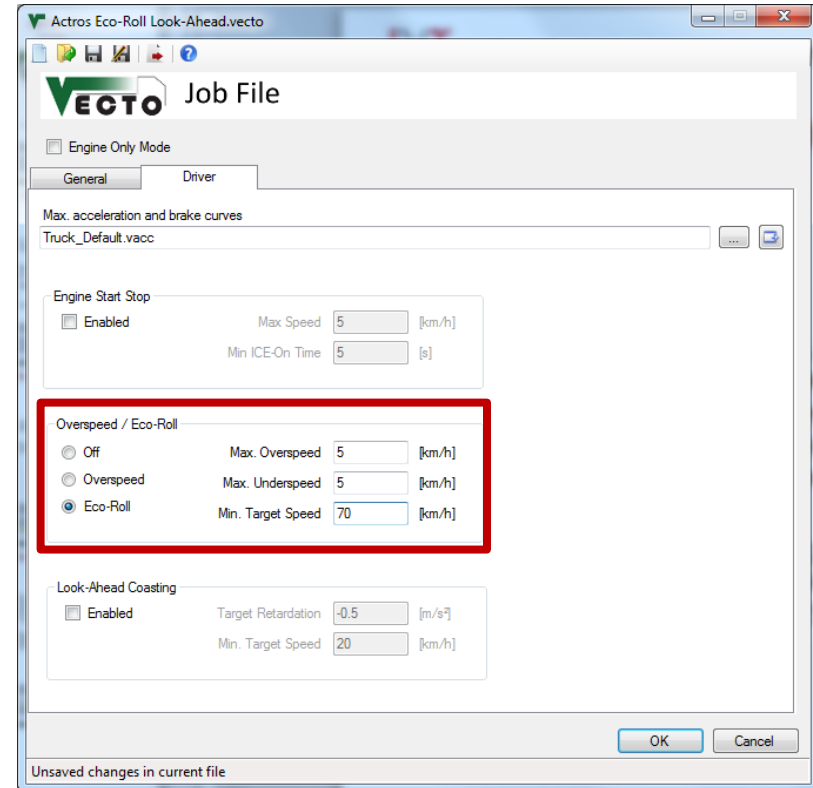 Actros Eco-Roll Look-Ahead.vecto
VECTO Job File
Engine Only Mode
General Driver
Max. acceleration and brake curves
Truck_Default.vacc ...
Engine Start Stop
Enabled Max Speed 5 [km/h]
Min ICE-On Time 5 [s]
Overspeed / Eco-Roll
Off Max. Overspeed 5 [km/h]
Overspeed Max. Underspeed 5 [km/h]
Eco-Roll Min. Target Speed 70 [km/h]
Look-Ahead Coasting
Enabled Target Retardation -0.5 [m/s²]
Min. Target Speed 20 [km/h]
OK Cancel
Unsaved changes in current file